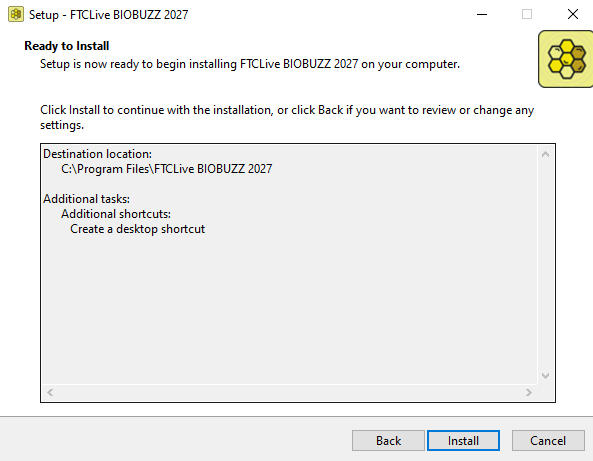 Setup - FTCLive BIOBUZZ 2027
Ready to Install
Setup is now ready to begin installing FTCLive BIOBUZZ 2027 on your computer.
Click Install to continue with the installation, or click Back if you want to review or change any
settings.
Destination location:
C:\Program Files\FTCLive BIOBUZZ 2027
Additional tasks:
Additional shortcuts:
Create a desktop shortcut
Back
Install
Cancel